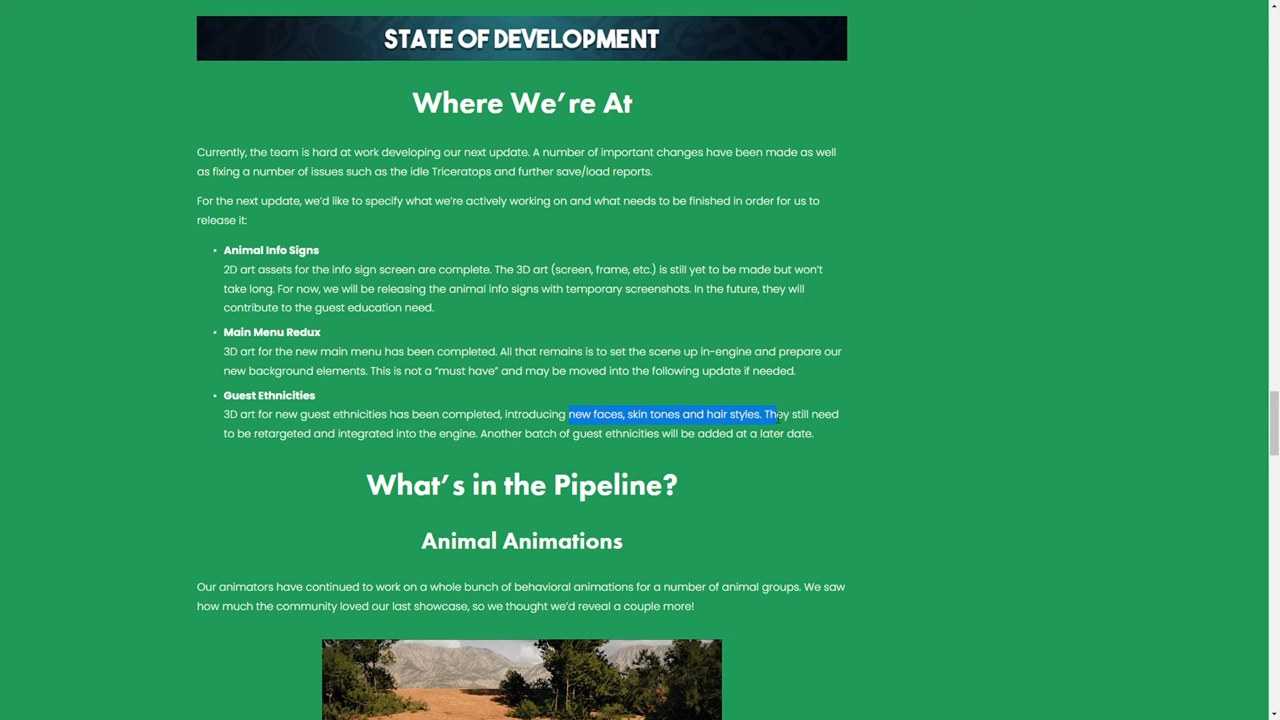 STATE OF DEVELOPMENT
Where We’re At
Currently, the team is hard at work developing our next update. A number of important changes have been made as well
as fixing a number of issues such as the idle Triceratops and further save/load reports.
For the next update, we’d like to specify what we’re actively working on and what needs to be finished in order for us to
release it:
• Animal Info Signs
2D art assets for the info sign screen are complete. The 3D art (screen, frame, etc.) is still yet to be made but won’t
take long. For now, we will be releasing the animal info signs with temporary screenshots. In the future, they will
contribute to the guest education need.
• Main Menu Redux
3D art for the new main menu has been completed. All that remains is to set the scene up in-engine and prepare our
new background elements. This is not a “must have” and may be moved into the following update if needed.
• Guest Ethnicities
3D art for new guest ethnicities has been completed, introducing new faces, skin tones and hair styles. They still need
to be retargeted and integrated into the engine. Another batch of guest ethnicities will be added at a later date.
What’s in the Pipeline?
Animal Animations
Our animators have continued to work on a whole bunch of behavioral animations for a number of animal groups. We saw
how much the community loved our last showcase, so we thought we’d reveal a couple more!